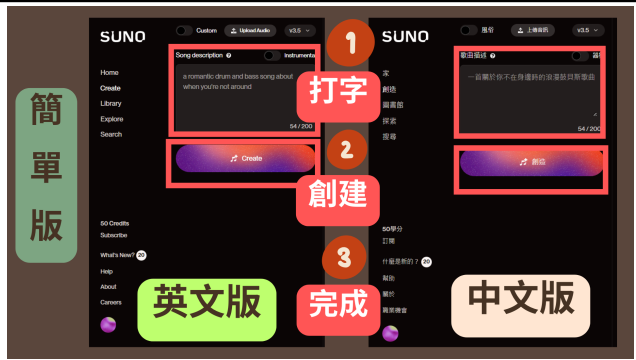 簡單版
SUNO
Custom
Upload Audio
v3.5
Song description
Instrumental
a romantic drum and bass song about
when you're not around
54 / 200
Create
Home
Create
Library
Explore
Search
50 Credits
Subscribe
What's New? 20
Help
About
Careers
英文版
1
打字
2
創建
3
完成
SUNO
風俗
上傳音訊
v3.5
歌曲描述
一首關於你不在身邊時的浪漫鼓貝斯歌曲
54 / 200
創造
家
創造
圖書館
探索
搜尋
50學分
訂閱
什麼是新的? 20
幫助
關於
職業機會
中文版